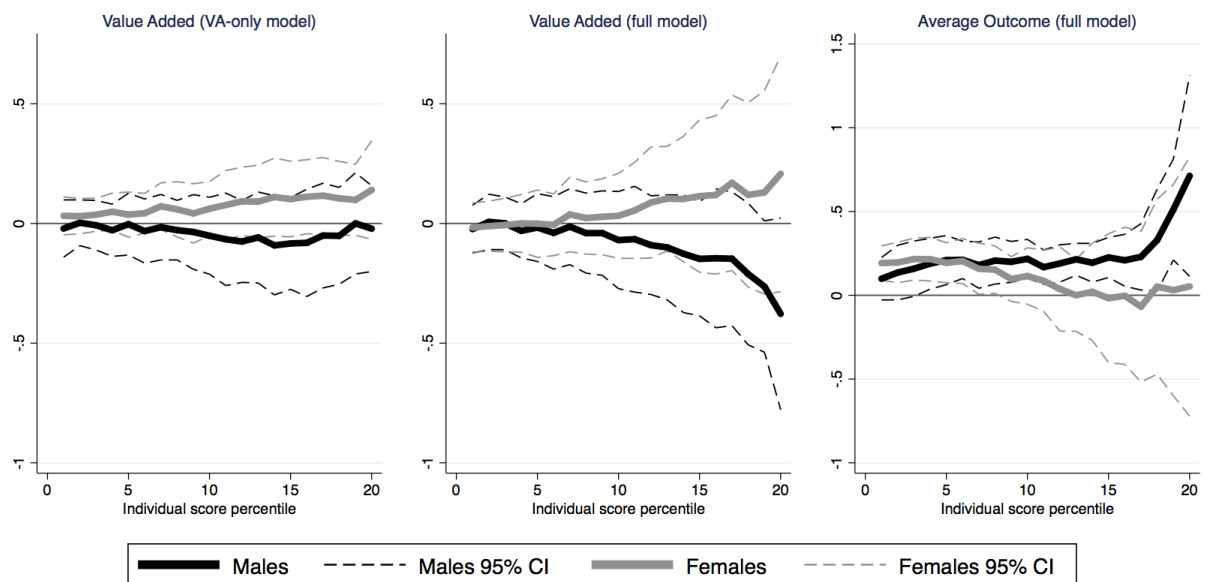 Value Added (VA-only model)
.5
0
-.5
-1
0 5 10 15 20
Individual score percentile
Value Added (full model)
.5
0
-.5
-1
0 5 10 15 20
Individual score percentile
Average Outcome (full model)
1.5
1
.5
0
-.5
-1
0 5 10 15 20
Individual score percentile
Males Males 95% CI Females Females 95% CI